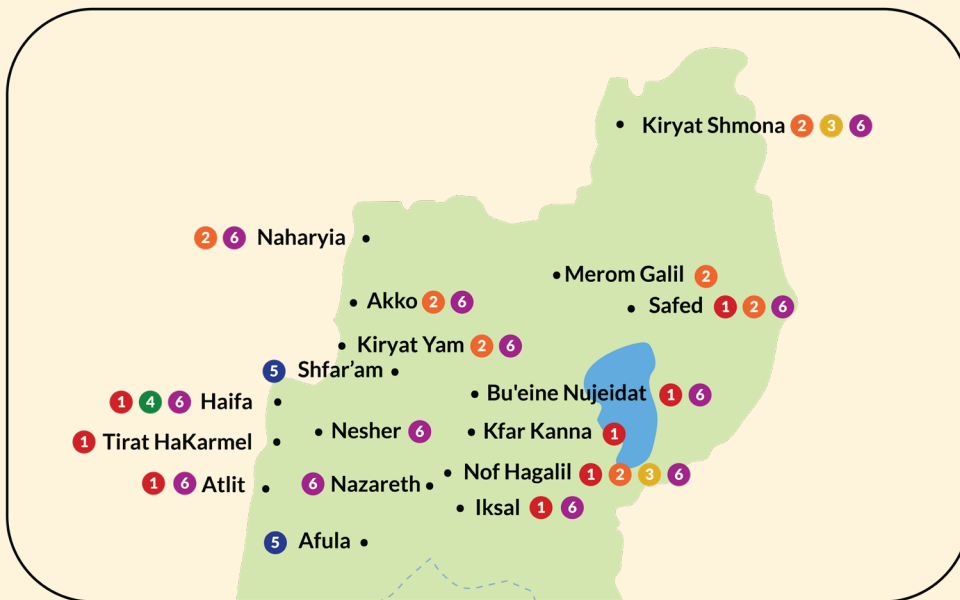 Kiryat Shmona 2 3 6
2 6 Naharyia
Merom Galil 2
Akko 2 6
Safed 1 2 6
Kiryat Yam 2 6
5 Shfar'am
Bu'eine Nujeidat 1 6
1 4 6 Haifa
Nesher 6
Kfar Kanna 1
1 Tirat HaKarmel
Nof Hagalil 1 2 3 6
1 6 Atlit
6 Nazareth
Iksal 1 6
5 Afula